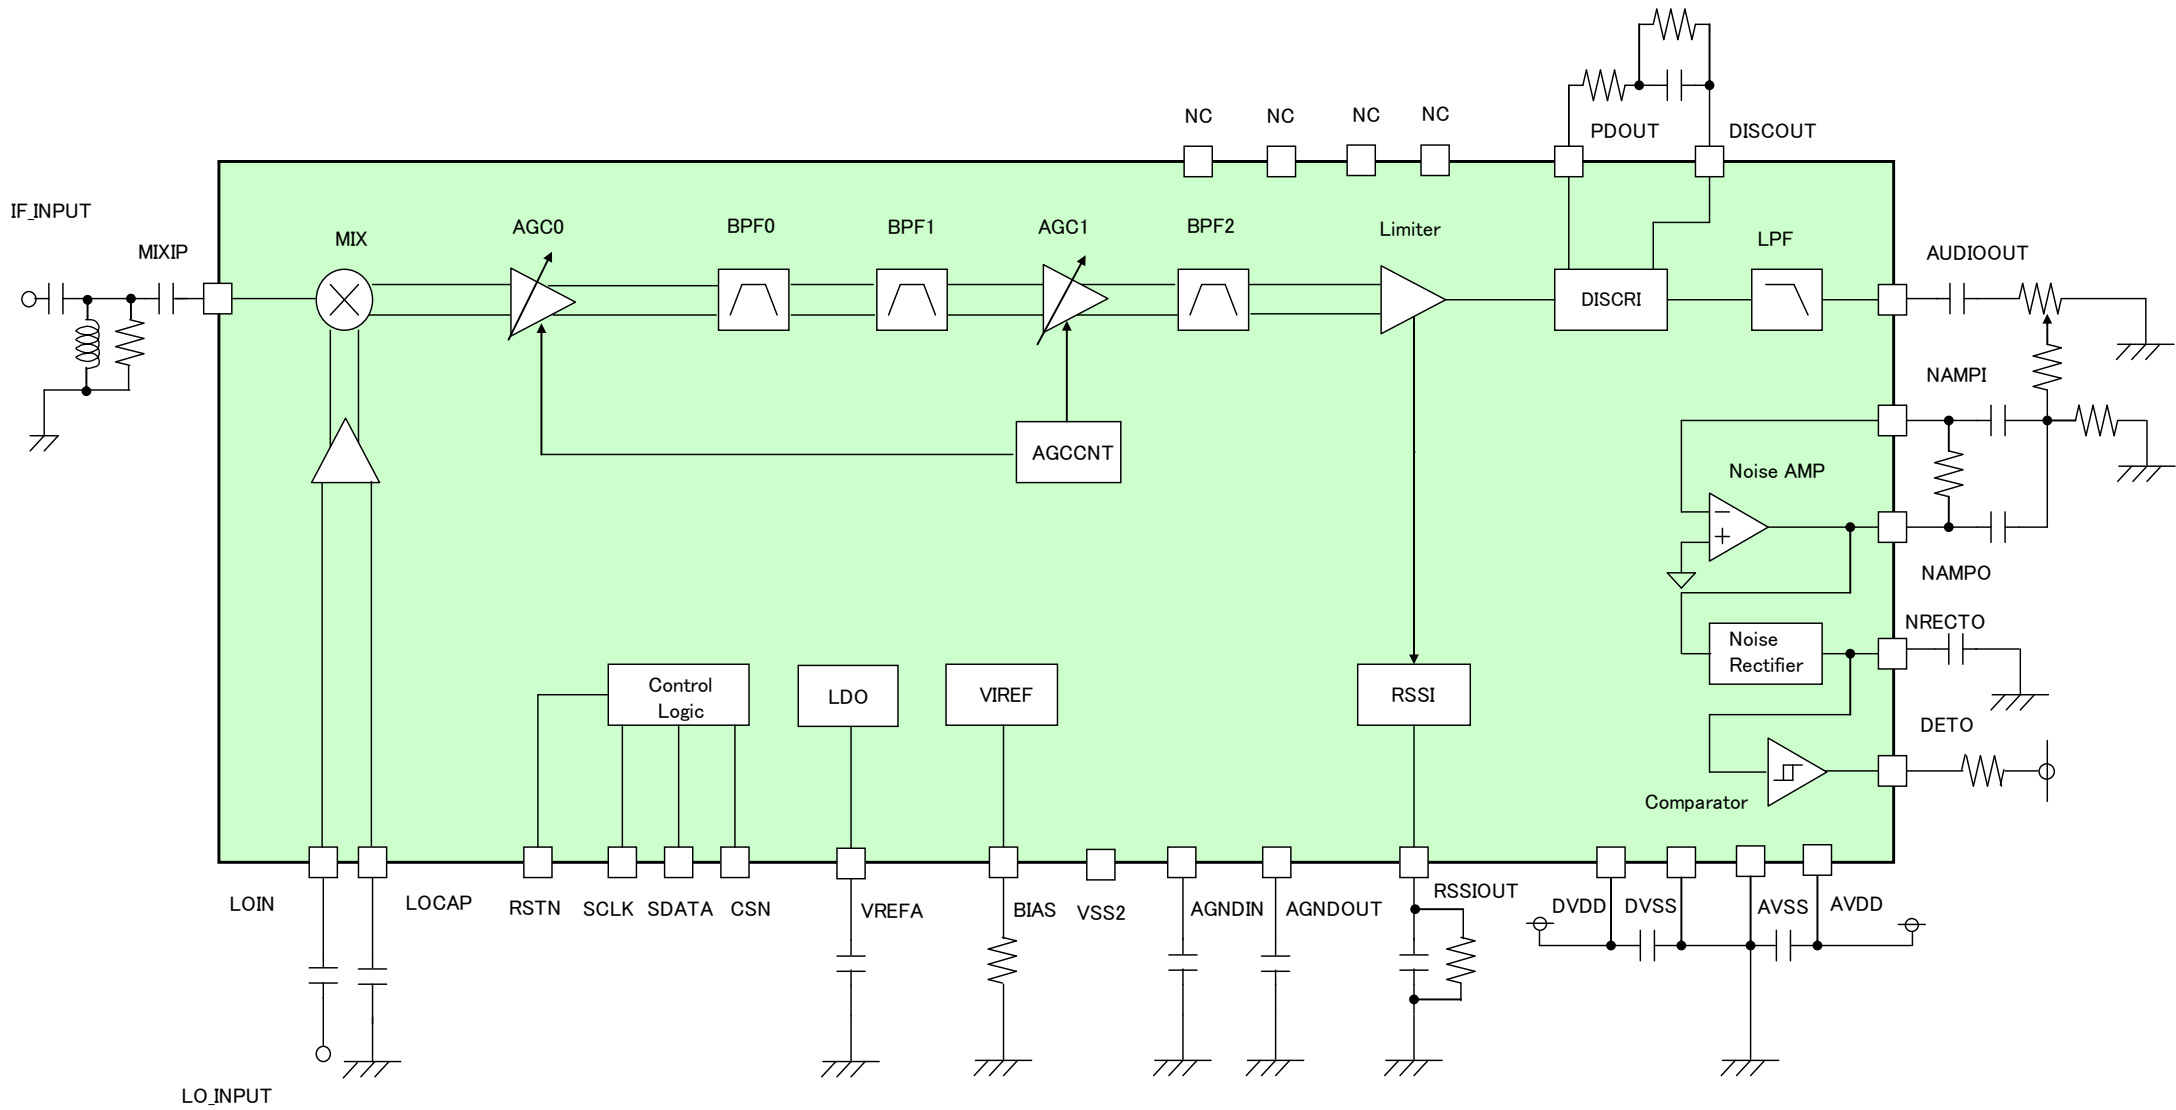 NC
NC
NC
NC
PDOUT
DISCOUT
IF_INPUT
MIXIP
MIX
AGC0
BPF0
BPF1
AGC1
BPF2
Limiter
DISCRI
LPF
AUDIOOUT
NAMPI
AGCCNT
Noise AMP
−
+
NAMPO
NRECTO
Noise
Rectifier
Control
Logic
LDO
VIREF
RSSI
DETO
Comparator
LOIN
LOCAP
RSTN
SCLK
SDATA
CSN
VREFA
BIAS
VSS2
AGNDIN
AGNDOUT
RSSIOUT
DVDD
DVSS
AVSS
AVDD
LO_INPUT